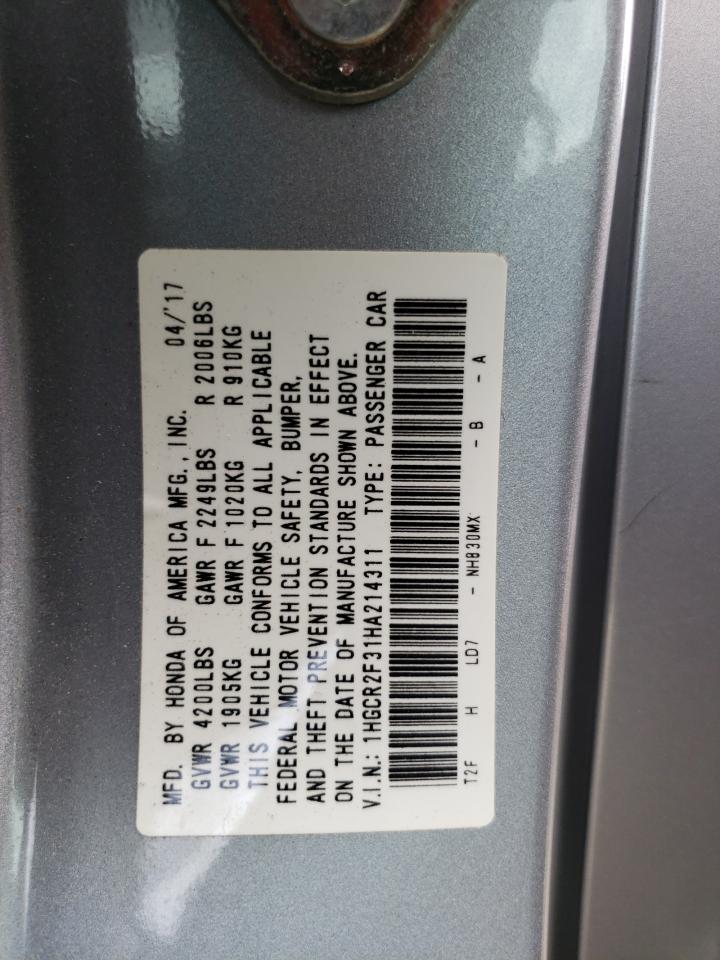 MFD. BY HONDA OF AMERICA MFG., INC. 04/'17
GVWR 4200LBS GAWR F 2249LBS R 2006LBS
GVWR 1905KG GAWR F 1020KG R 910KG
THIS VEHICLE CONFORMS TO ALL APPLICABLE
FEDERAL MOTOR VEHICLE SAFETY, BUMPER,
AND THEFT PREVENTION STANDARDS IN EFFECT
ON THE DATE OF MANUFACTURE SHOWN ABOVE.
V.I.N.: 1HGCR2F31HA214311 TYPE: PASSENGER CAR
T2F H LD7 - NH830MX - B - A